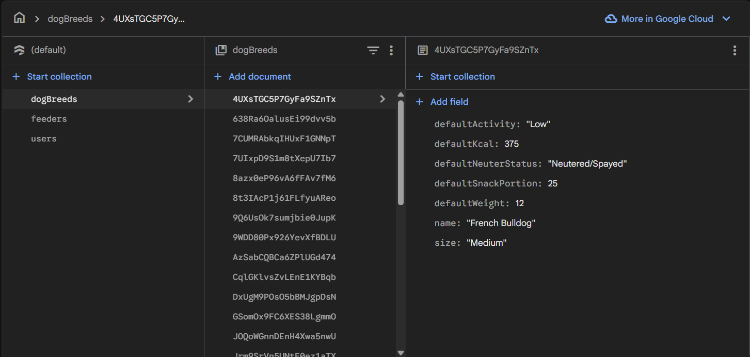 dogBreeds
4UXsTGC5P7Gy...
More in Google Cloud
(default)
Start collection
dogBreeds
feeders
users
dogBreeds
Add document
4UXsTGC5P7GyFa9SZnTx
638Ra6OalusEi99dvv5b
7CUMRAbkqIHUxF1GNNpT
7UIxpD9S1m8tXepU7Ib7
8azx0eP96vA6fFAv7fM6
8t3IAcP1j61FLfyuAReo
9Q6UsOk7sumjbie0JupK
9WDD80Px926YevXfBDLU
AzSabCQBCa6ZPlUGd474
CqlGKlvsZvLEnE1KYBqb
DxUgM9POsO5bBMJgpDsN
GSomOx9FC6XES38LgmmO
JOQoWGnnDEnH4Xwa5nwU
4UXsTGC5P7GyFa9SZnTx
Start collection
Add field
defaultActivity: "Low"
defaultKcal: 375
defaultNeuterStatus: "Neutered/Spayed"
defaultSnackPortion: 25
defaultWeight: 12
name: "French Bulldog"
size: "Medium"